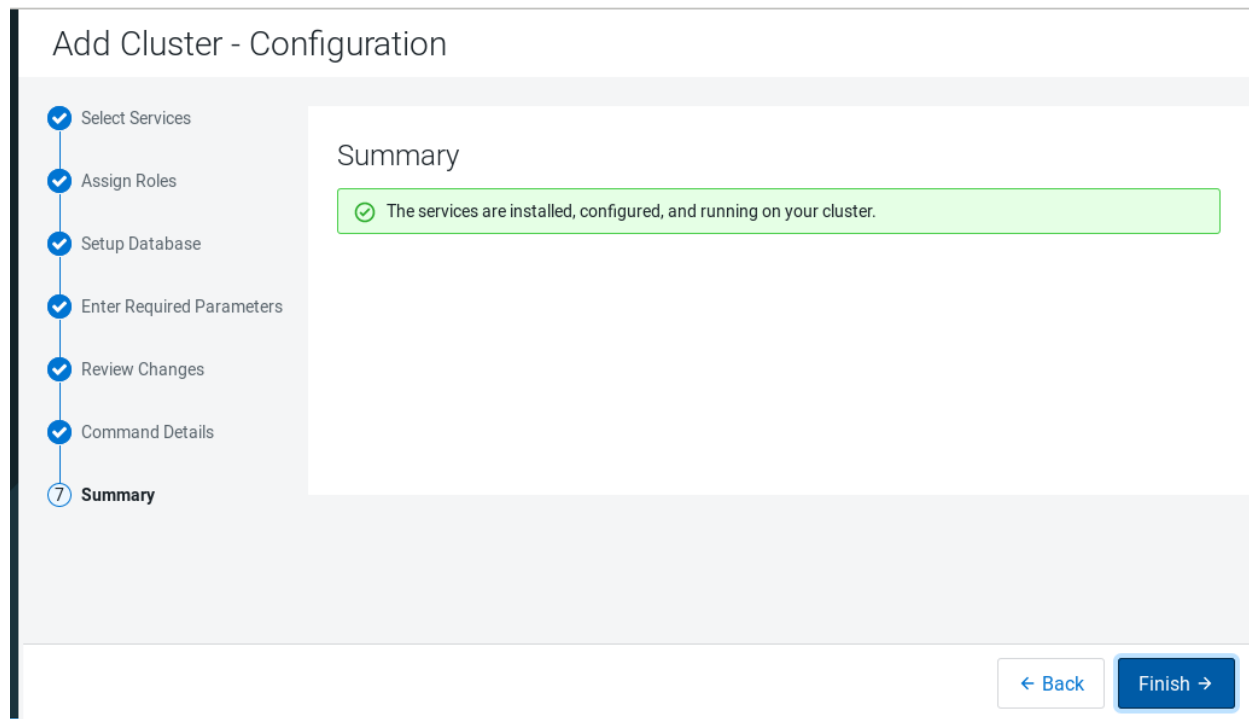 Add Cluster - Configuration
Select Services
Assign Roles
Setup Database
Enter Required Parameters
Review Changes
Command Details
7 Summary
Summary
The services are installed, configured, and running on your cluster.
← Back
Finish →